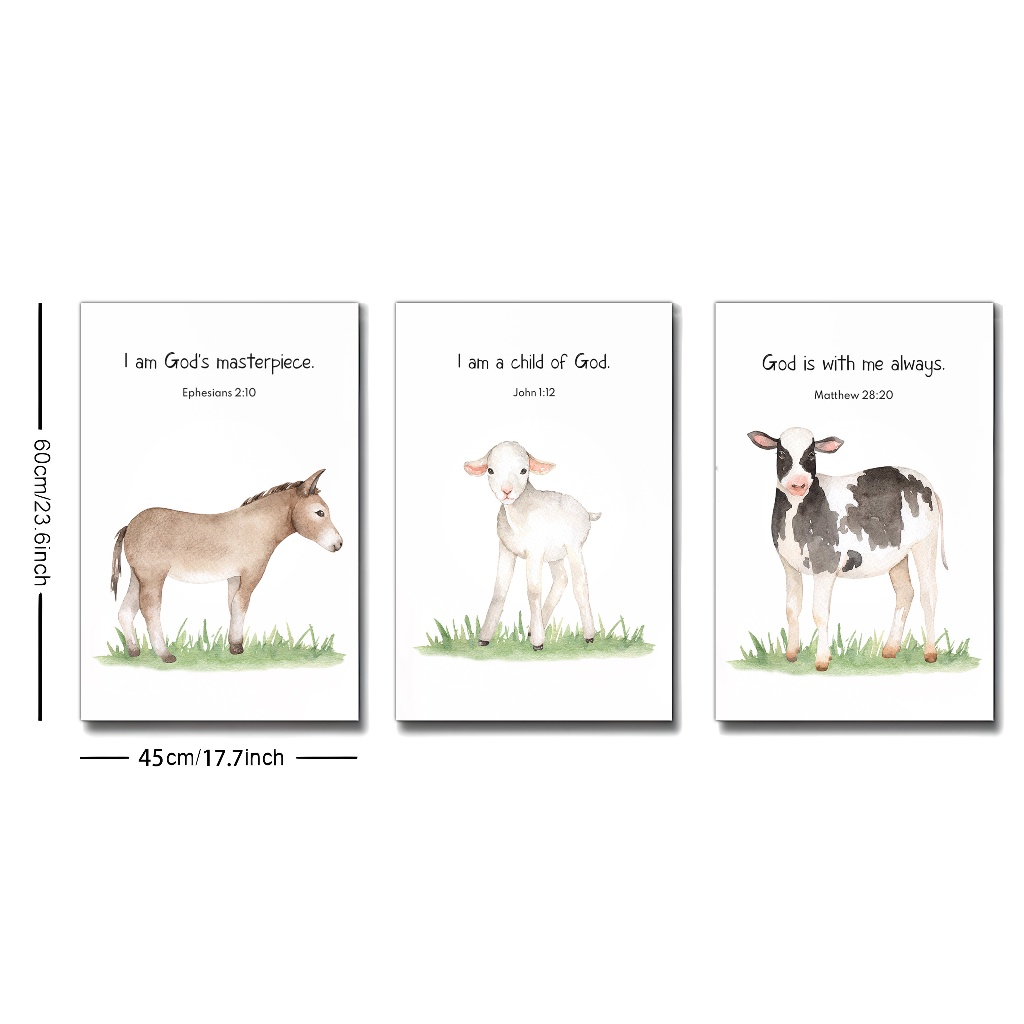 I am God's masterpiece.
Ephesians 2:10
I am a child of God.
John 1:12
God is with me always.
Matthew 28:20
60cm/23.6inch
45cm/17.7inch